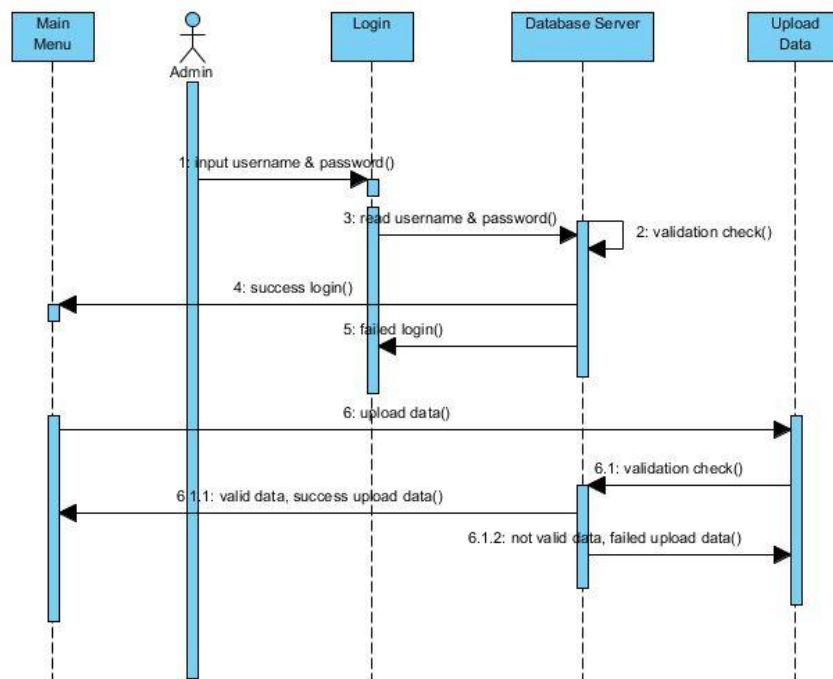 Main
Menu
Admin
Login
Database Server
Upload
Data
1: input username & password()
3: read username & password()
2: validation check()
4: success login()
5: failed login()
6: upload data()
6.1: validation check()
6.1.1: valid data, success upload data()
6.1.2: not valid data, failed upload data()